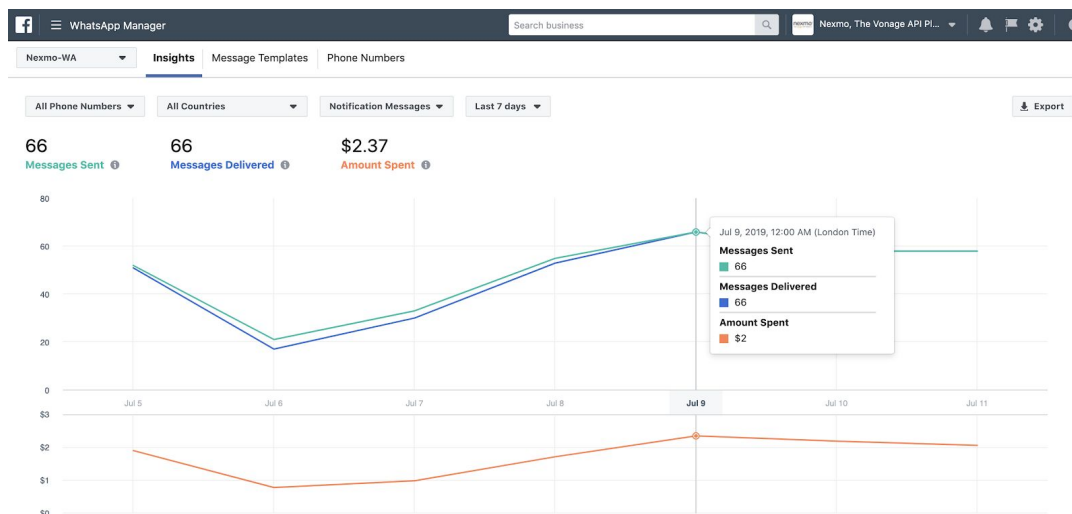 WhatsApp Manager
Search business
nexmo
Nexmo, The Vonage API Pl...
Nexmo-WA
Insights
Message Templates
Phone Numbers
All Phone Numbers
All Countries
Notification Messages
Last 7 days
Export
66
66
$2.37
Messages Sent
Messages Delivered
Amount Spent
80
60
40
20
0
Jul 9, 2019, 12:00 AM (London Time)
Messages Sent
66
Messages Delivered
66
Amount Spent
$2
Jul 5
Jul 6
Jul 7
Jul 8
Jul 9
Jul 10
Jul 11
$3
$2
$1
$0